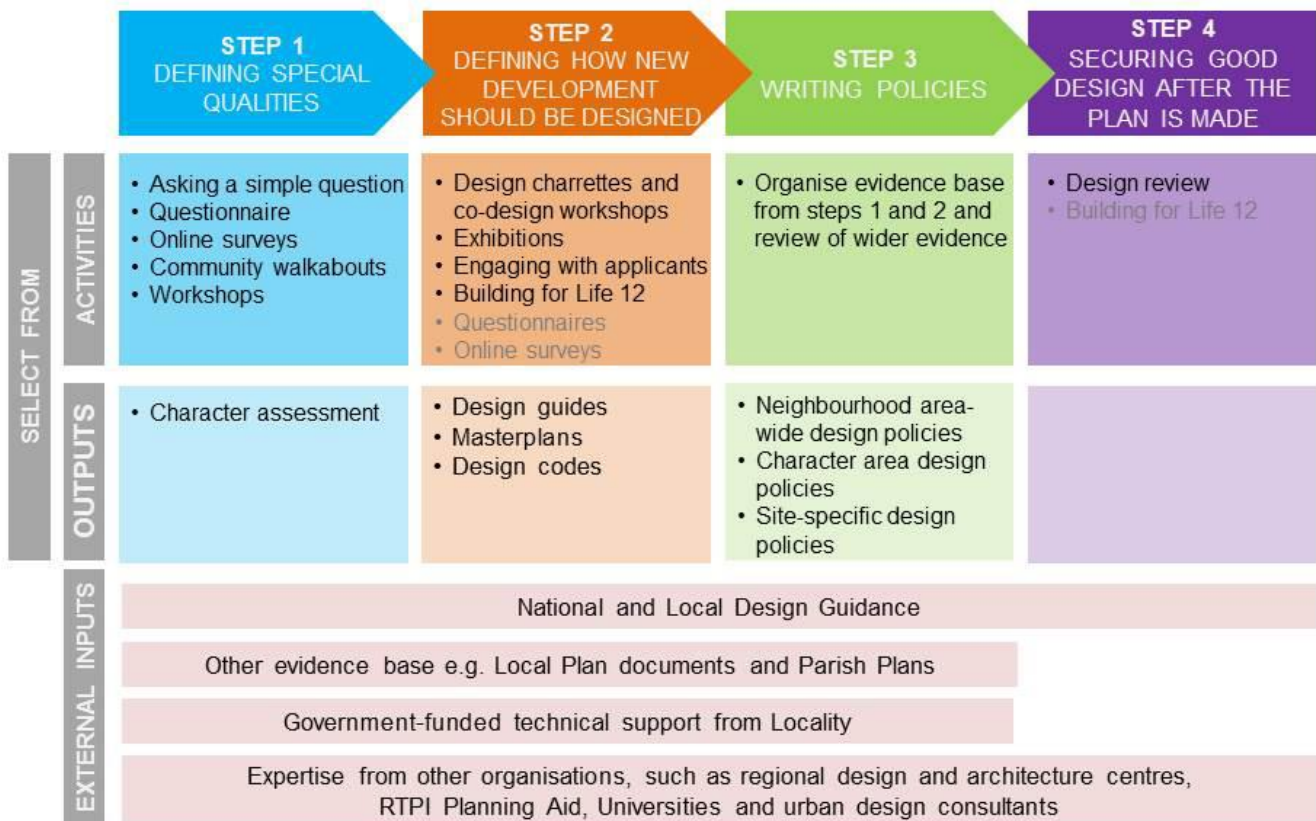 STEP 1
DEFINING SPECIAL
QUALITIES
STEP 2
DEFINING HOW NEW
DEVELOPMENT
SHOULD BE DESIGNED
STEP 3
WRITING POLICIES
STEP 4
SECURING GOOD
DESIGN AFTER THE
PLAN IS MADE
SELECT FROM
ACTIVITIES
• Asking a simple question
• Questionnaire
• Online surveys
• Community walkabouts
• Workshops
• Design charrettes and
co-design workshops
• Exhibitions
• Engaging with applicants
• Building for Life 12
• Questionnaires
• Online surveys
• Organise evidence base
from steps 1 and 2 and
review of wider evidence
• Design review
• Building for Life 12
OUTPUTS
• Character assessment
• Design guides
• Masterplans
• Design codes
• Neighbourhood area-
wide design policies
• Character area design
policies
• Site-specific design
policies
EXTERNAL INPUTS
National and Local Design Guidance
Other evidence base e.g. Local Plan documents and Parish Plans
Government-funded technical support from Locality
Expertise from other organisations, such as regional design and architecture centres,
RTPI Planning Aid, Universities and urban design consultants